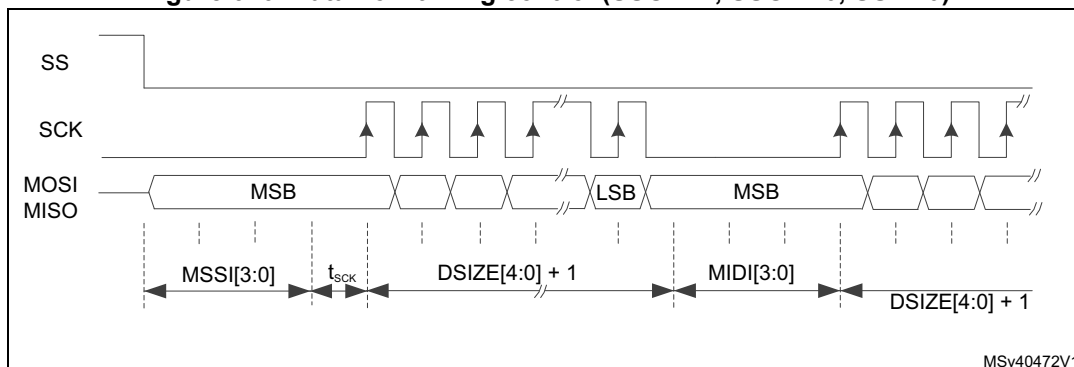 SS
SCK
MOSI
MISO
MSB
LSB
MSB
MSSI[3:0]
tSCK
DSIZE[4:0] + 1
MIDI[3:0]
DSIZE[4:0] + 1
MSv40472V1